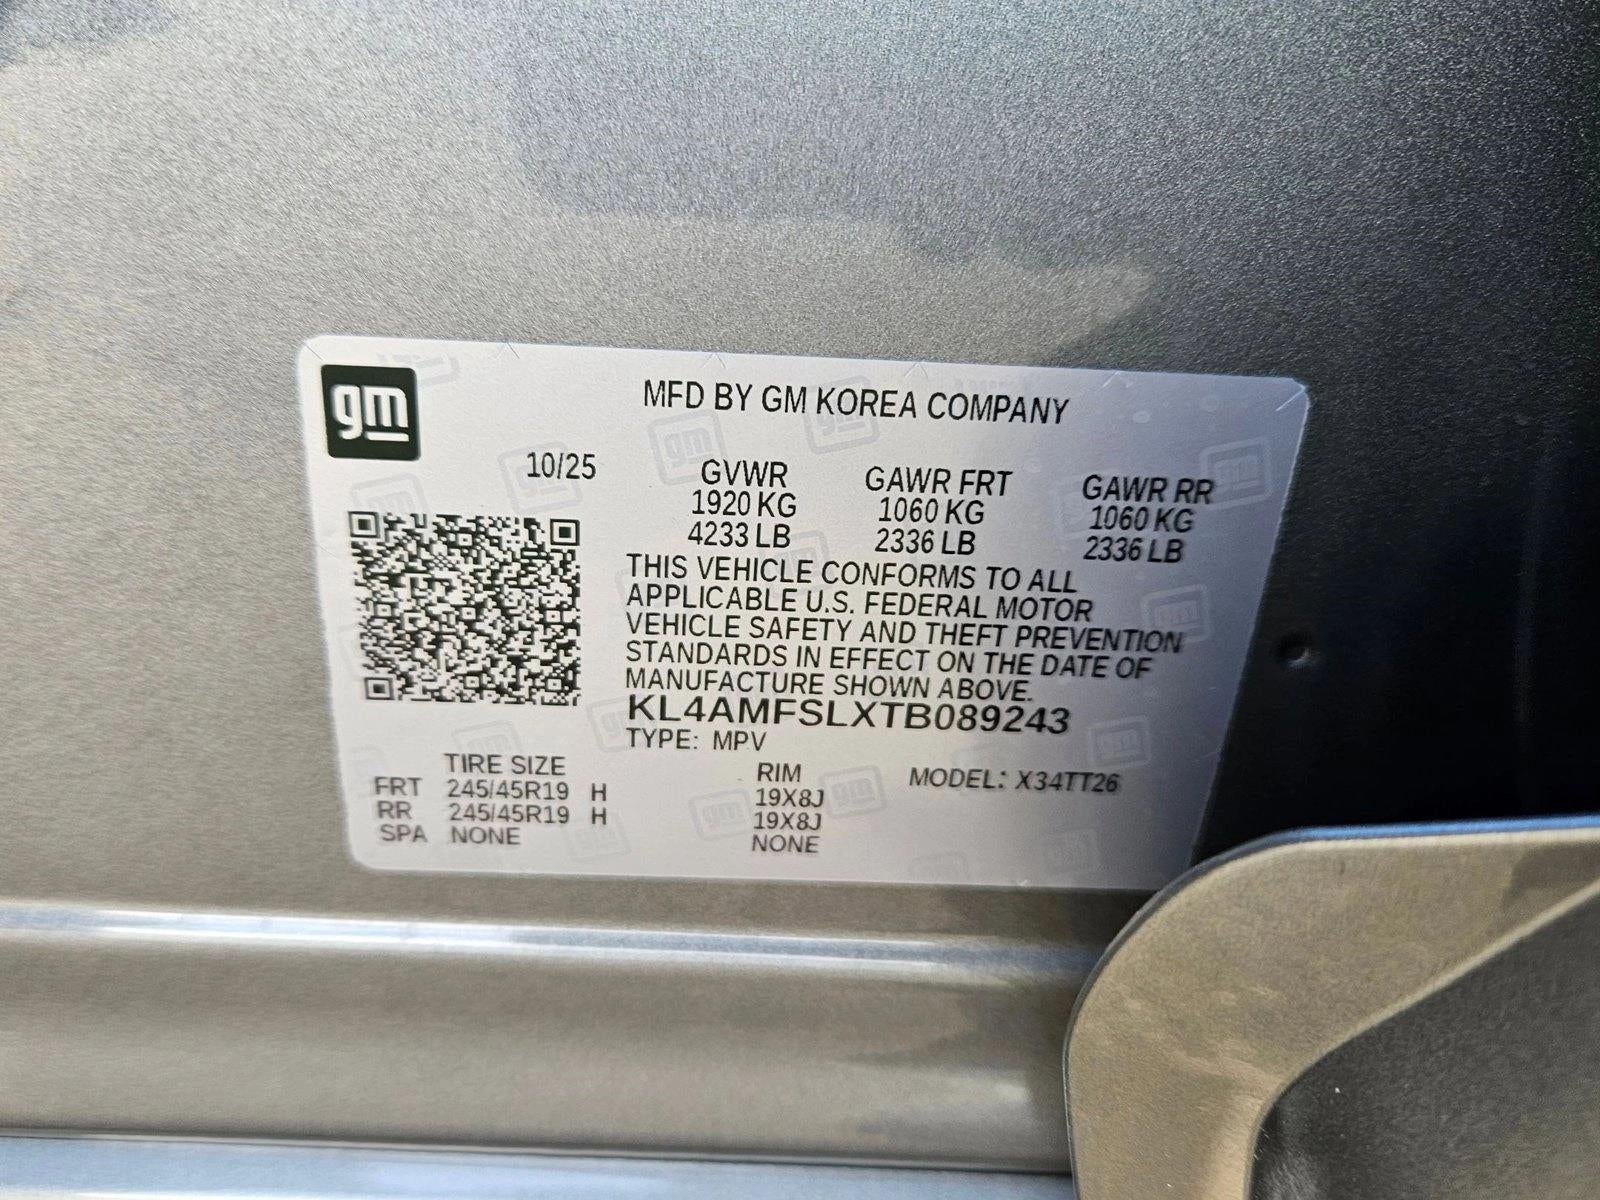 gm
MFD BY GM KOREA COMPANY
10/25
GVWR GAWR FRT GAWR RR
1920 KG 1060 KG 1060 KG
4233 LB 2336 LB 2336 LB
THIS VEHICLE CONFORMS TO ALL
APPLICABLE U.S. FEDERAL MOTOR
VEHICLE SAFETY AND THEFT PREVENTION
STANDARDS IN EFFECT ON THE DATE OF
MANUFACTURE SHOWN ABOVE.
KL4AMFSLXTB089243
TYPE: MPV
TIRE SIZE RIM MODEL: X34TT26
FRT 245/45R19 H 19X8J
RR 245/45R19 H 19X8J
SPA NONE NONE